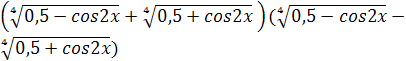 (∜(0,5 − cos2x) + ∜(0,5 + cos2x))(∜(0,5 − cos2x) −
∜(0,5 + cos2x))